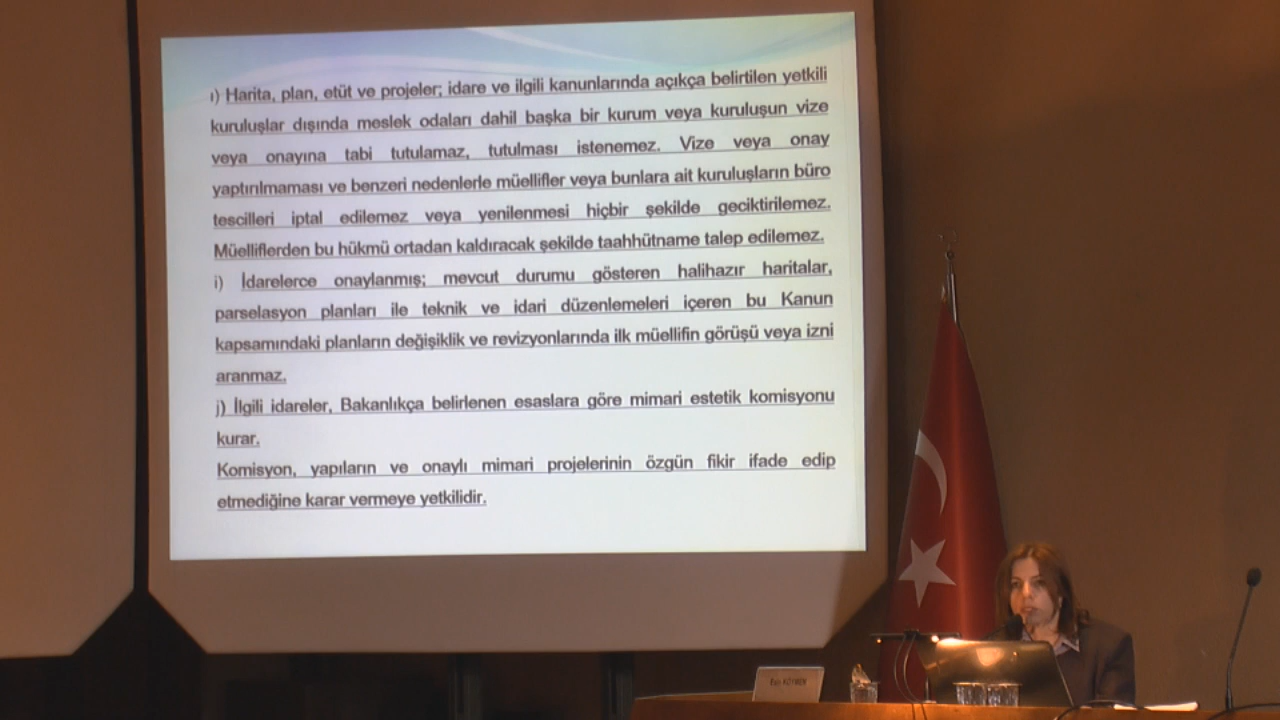 ı) Harita, plan, etüt ve projeler; idare ve ilgili kanunlarında açıkça belirtilen yetkili
kuruluşlar dışında meslek odaları dahil başka bir kurum veya kuruluşun vize
veya onayına tabi tutulamaz, tutulması istenemez. Vize veya onay
yaptırılmaması ve benzeri nedenlerle müellifler veya bunlara ait kuruluşların büro
tescilleri iptal edilemez veya yenilenmesi hiçbir şekilde geciktirilemez.
Müelliflerden bu hükmü ortadan kaldıracak şekilde taahhütname talep edilemez.
i) İdarelerce onaylanmış; mevcut durumu gösteren halihazır haritalar,
parselasyon planları ile teknik ve idari düzenlemeleri içeren bu Kanun
kapsamındaki planların değişiklik ve revizyonlarında ilk müellifin görüşü veya izni
aranmaz.
j) İlgili idareler, Bakanlıkça belirlenen esaslara göre mimari estetik komisyonu
kurar.
Komisyon, yapıların ve onaylı mimari projelerinin özgün fikir ifade edip
etmediğine karar vermeye yetkilidir.
KÖYMEN